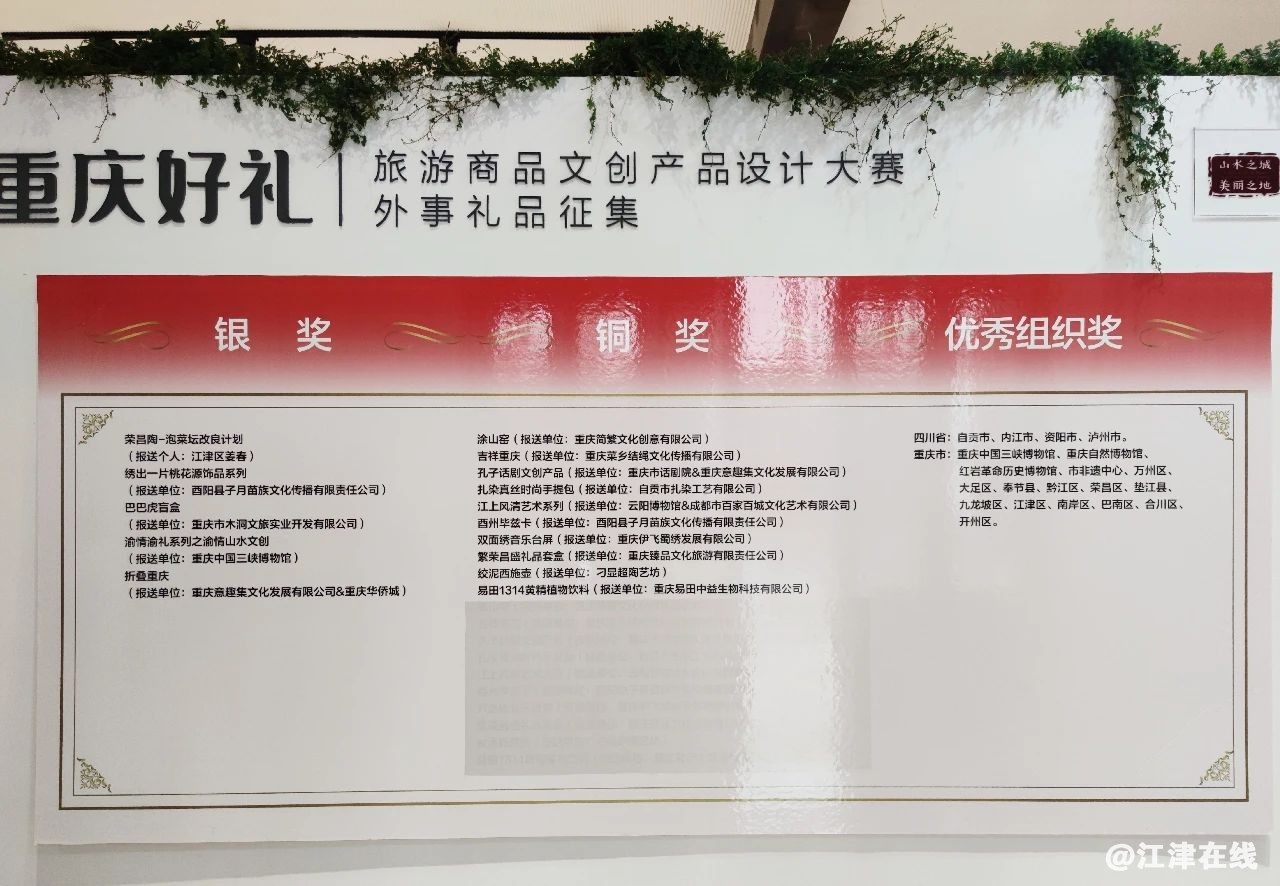 重庆好礼
旅游商品文创产品设计大赛
外事礼品征集
山水之城
美丽之地
银 奖
铜 奖
优秀组织奖
荣昌陶-泡菜坛改良计划
（报送个人：江津区姜春）
绣出一片桃花源饰品系列
（报送单位：酉阳县子月苗族文化传播有限责任公司）
巴巴虎盲盒
（报送单位：重庆市木洞文旅实业开发有限公司）
渝情渝礼系列之渝情山水文创
（报送单位：重庆中国三峡博物馆）
折叠重庆
（报送单位：重庆意趣集文化发展有限公司&重庆华侨城）
涂山窑（报送单位：重庆简繁文化创意有限公司）
吉祥重庆（报送单位：重庆菜乡结绳文化传播有限公司）
孔子话剧文创产品（报送单位：重庆市话剧院&重庆意趣集文化发展有限公司）
扎染真丝时尚手提包（报送单位：自贡市扎染工艺有限公司）
江上风清艺术系列（报送单位：云阳博物馆&成都市百家百城文化艺术有限公司）
酉州毕兹卡（报送单位：酉阳县子月苗族文化传播有限责任公司）
双面绣音乐台屏（报送单位：重庆伊飞蜀绣发展有限公司）
繁荣昌盛礼品套盒（报送单位：重庆臻品文化旅游有限责任公司）
绞泥西施壶（报送单位：刁显超陶艺坊）
易田1314黄精植物饮料（报送单位：重庆易田中益生物科技有限公司）
四川省：自贡市、内江市、资阳市、泸州市。
重庆市：重庆中国三峡博物馆、重庆自然博物馆、
红岩革命历史博物馆、市非遗中心、万州区、
大足区、奉节县、黔江区、荣昌区、垫江县、
九龙坡区、江津区、南岸区、巴南区、合川区、
开州区。
@江津在线